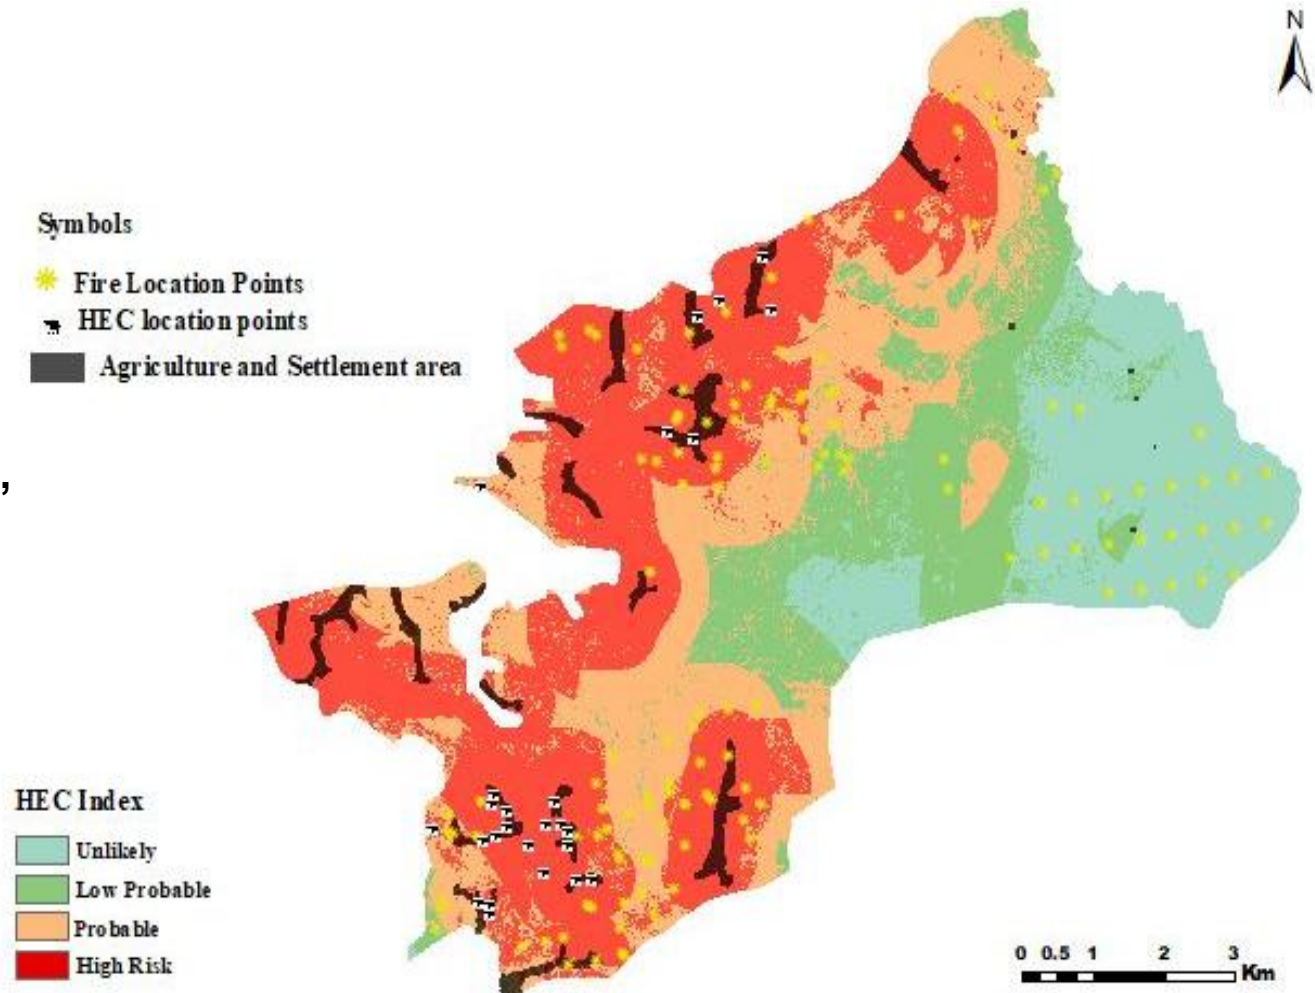 N
Symbols
Fire Location Points
HEC location points
Agriculture and Settlement area
,
HEC Index
Unlikely
Low Probable
Probable
High Risk
0 0.5 1 2 3
Km